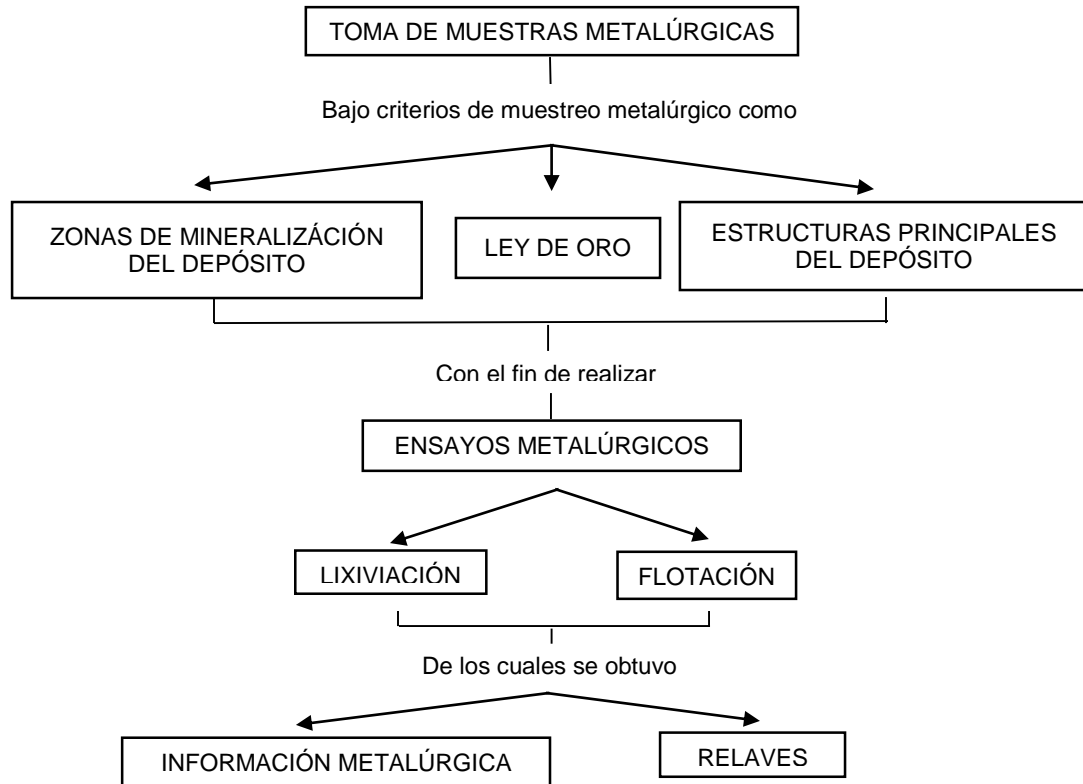 TOMA DE MUESTRAS METALÚRGICAS
Bajo criterios de muestreo metalúrgico como
ZONAS DE MINERALIZÁCIÓN
DEL DEPÓSITO
LEY DE ORO
ESTRUCTURAS PRINCIPALES
DEL DEPÓSITO
Con el fin de realizar
ENSAYOS METALÚRGICOS
LIXIVIACIÓN
FLOTACIÓN
De los cuales se obtuvo
INFORMACIÓN METALÚRGICA
RELAVES